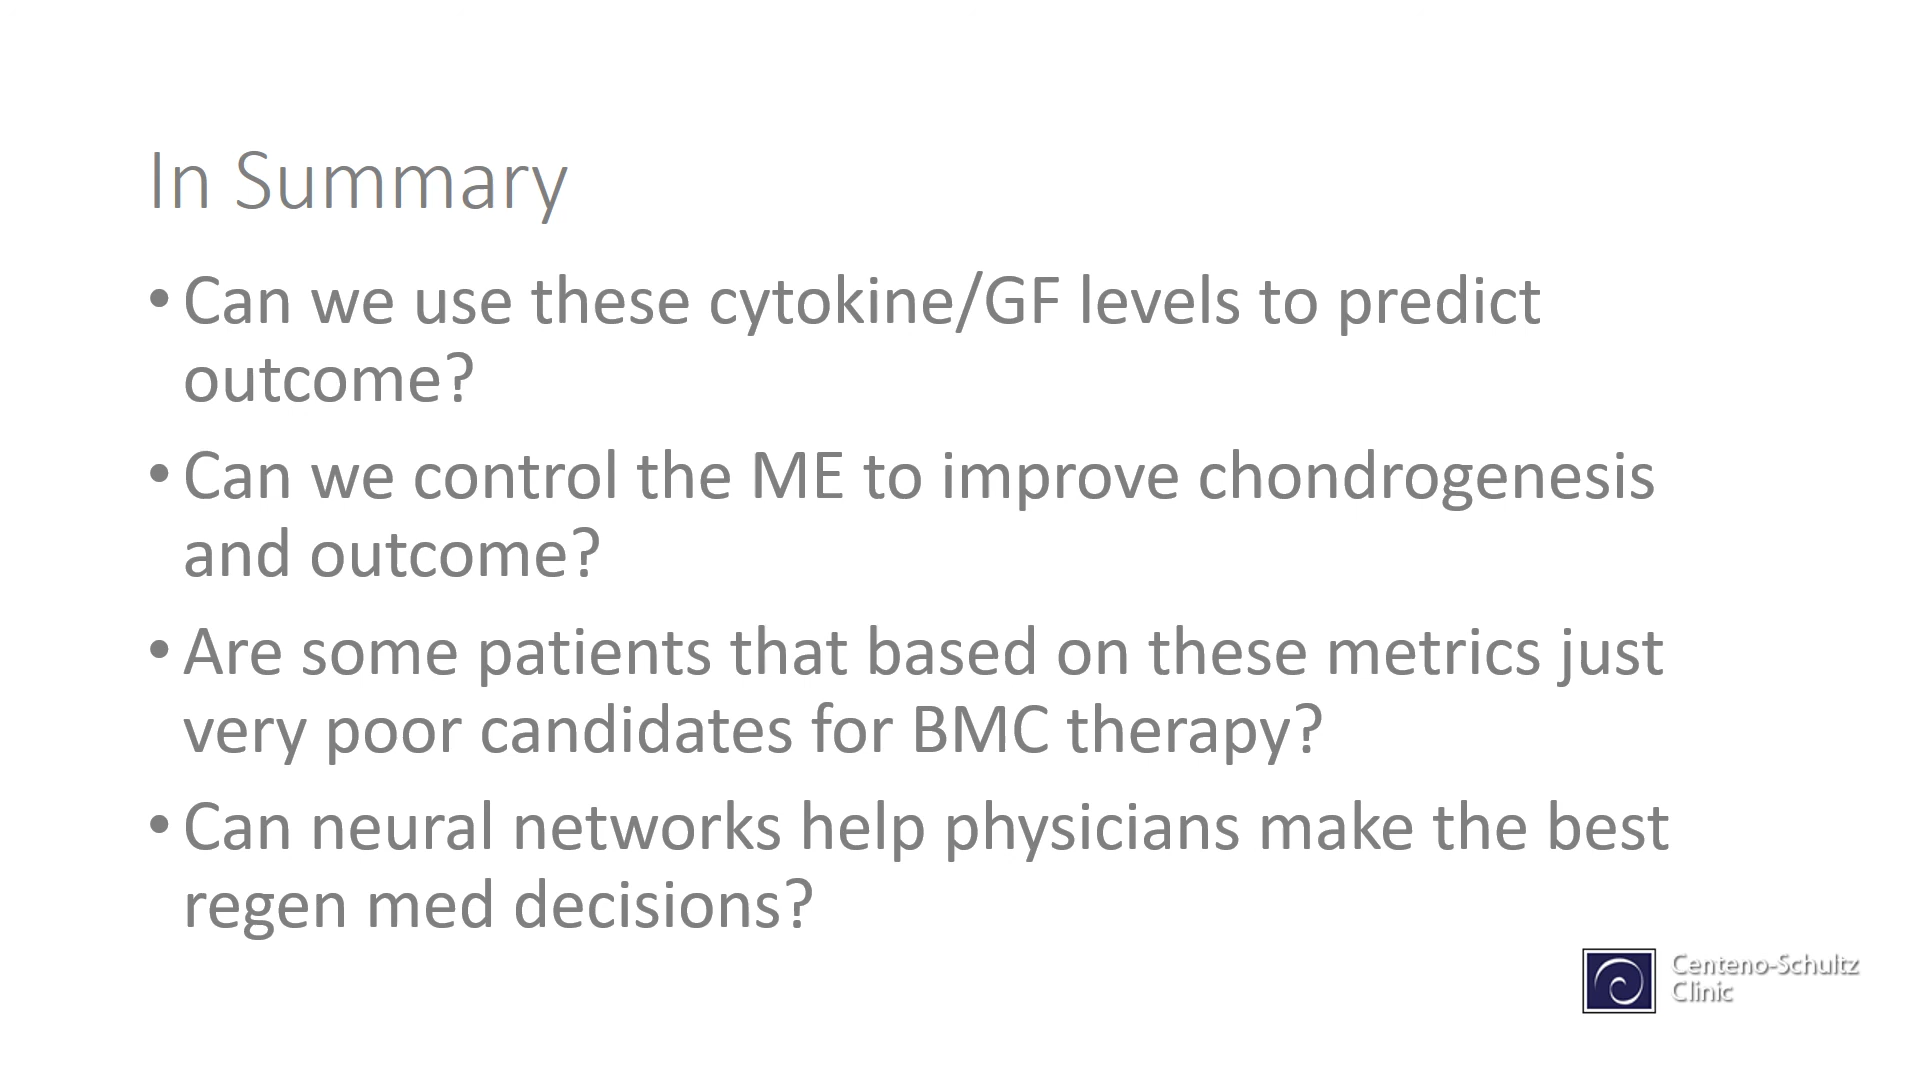 In Summary
• Can we use these cytokine/GF levels to predict
outcome?
• Can we control the ME to improve chondrogenesis
and outcome?
• Are some patients that based on these metrics just
very poor candidates for BMC therapy?
• Can neural networks help physicians make the best
regen med decisions?
Centeno-Schultz
Clinic